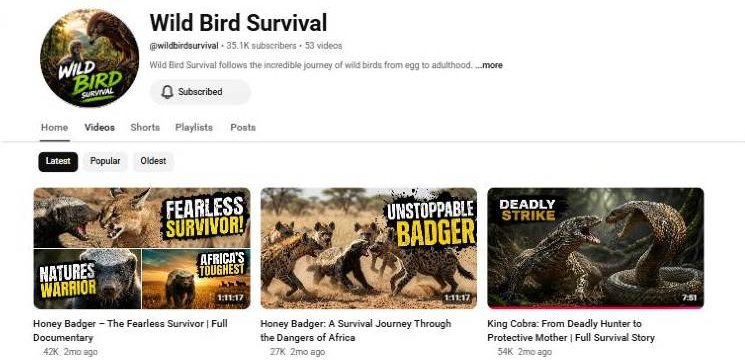 WILD
BIRD
SURVIVAL
Wild Bird Survival
@wildbirdsurvival • 35.1K subscribers • 53 videos
Wild Bird Survival follows the incredible journey of wild birds from egg to adulthood. ...more
Subscribed
Home Videos Shorts Playlists Posts
Latest Popular Oldest
FEARLESS
SURVIVOR!
NATURES
WARRIOR
AFRICA'S
TOUGHEST
1:11:17
UNSTOPPABLE
BADGER
1:11:17
DEADLY
STRIKE
7:51
Honey Badger – The Fearless Survivor | Full
Documentary
42K 2mo ago
Honey Badger: A Survival Journey Through
the Dangers of Africa
27K 2mo ago
King Cobra: From Deadly Hunter to
Protective Mother | Full Survival Story
54K 2mo ago